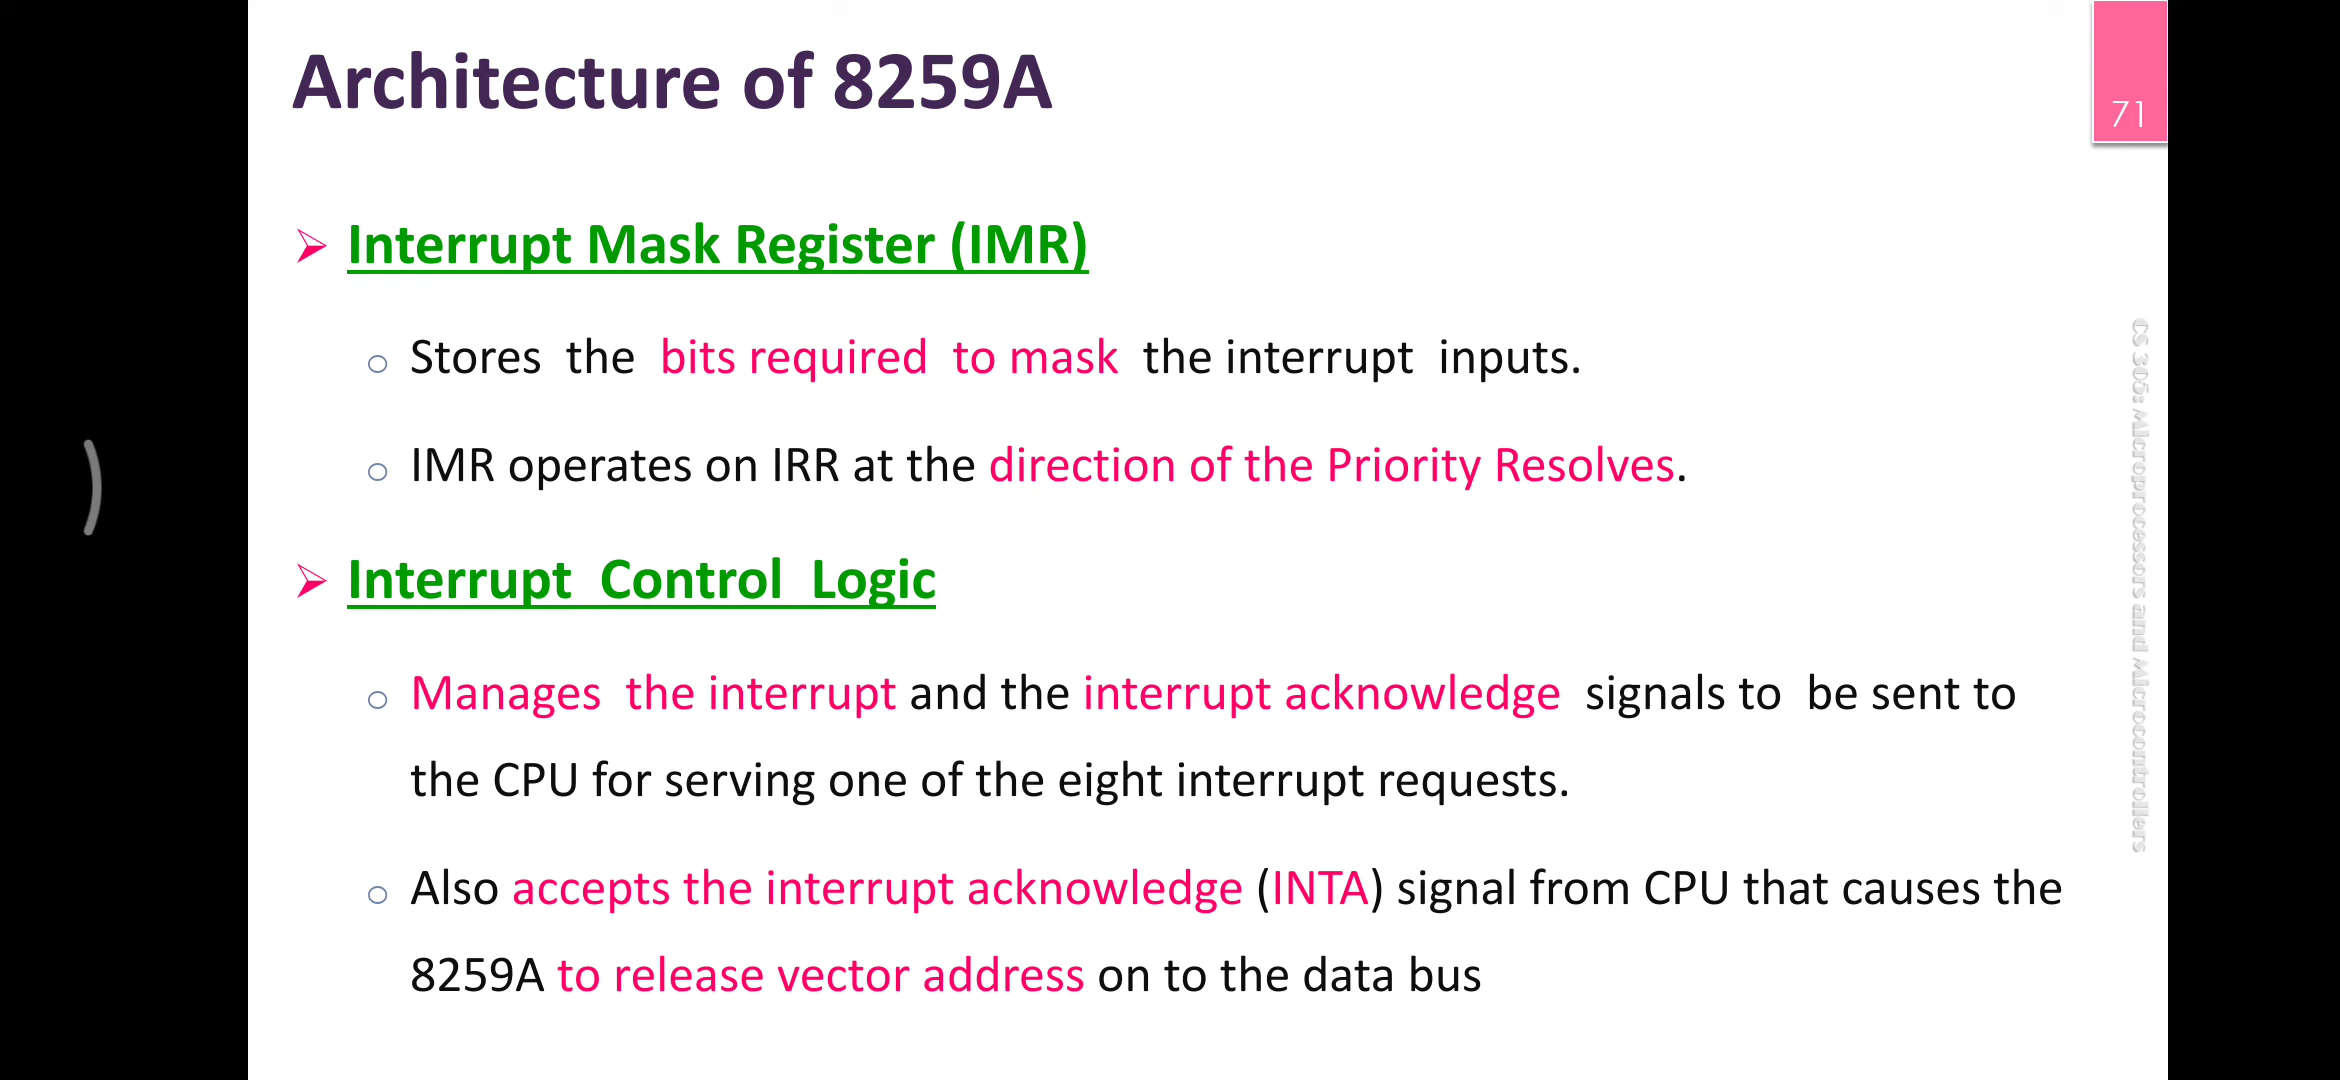 Architecture of 8259A
71
Interrupt Mask Register (IMR)
Stores the bits required to mask the interrupt inputs.
IMR operates on IRR at the direction of the Priority Resolves.
Interrupt Control Logic
Manages the interrupt and the interrupt acknowledge signals to be sent to
the CPU for serving one of the eight interrupt requests.
Also accepts the interrupt acknowledge (INTA) signal from CPU that causes the
8259A to release vector address on to the data bus
CS 305: Microprocessors and Microcontrollers